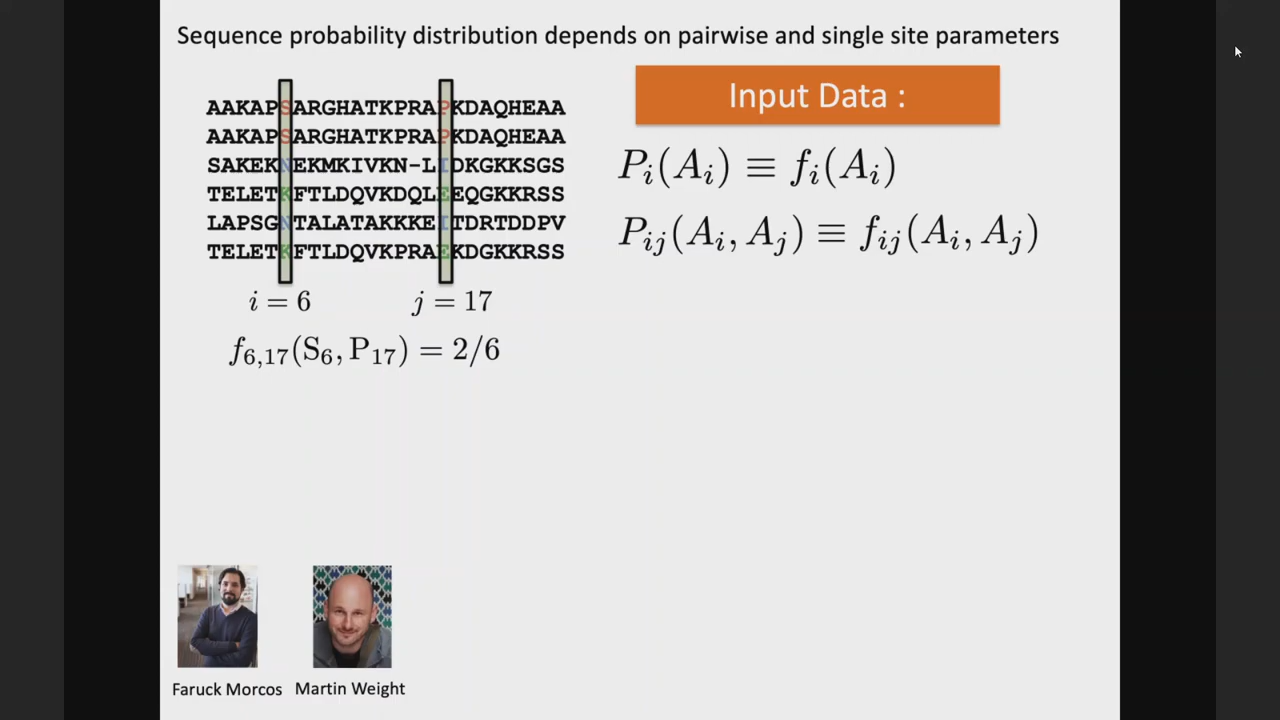 Sequence probability distribution depends on pairwise and single site parameters
AAKAPSARGHATKPRAPKDAQHEAA
AAKAPSARGHATKPRAPKDAQHEAA
SAKEKNEKMKIVKN-LIDKGKKSGS
TELETKFTLDQVKDQLEEQGKKRSS
LAPSGNTALATAKKKEITDRTDDPV
TELETKFTLDQVKPRAEKDGKKRSS
i = 6
j = 17
f₆,₁₇(S₆, P₁₇) = 2/6
Input Data :
Pᵢ(Aᵢ) ≡ fᵢ(Aᵢ)
Pᵢⱼ(Aᵢ, Aⱼ) ≡ fᵢⱼ(Aᵢ, Aⱼ)
Faruck Morcos
Martin Weight